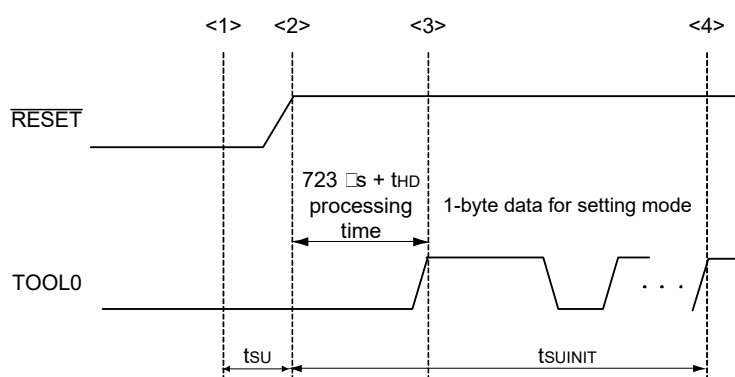 <1> <2> <3> <4>
RESET
723 □s + tHD
processing
time
1-byte data for setting mode
TOOL0
. . .
tSU
tSUINIT